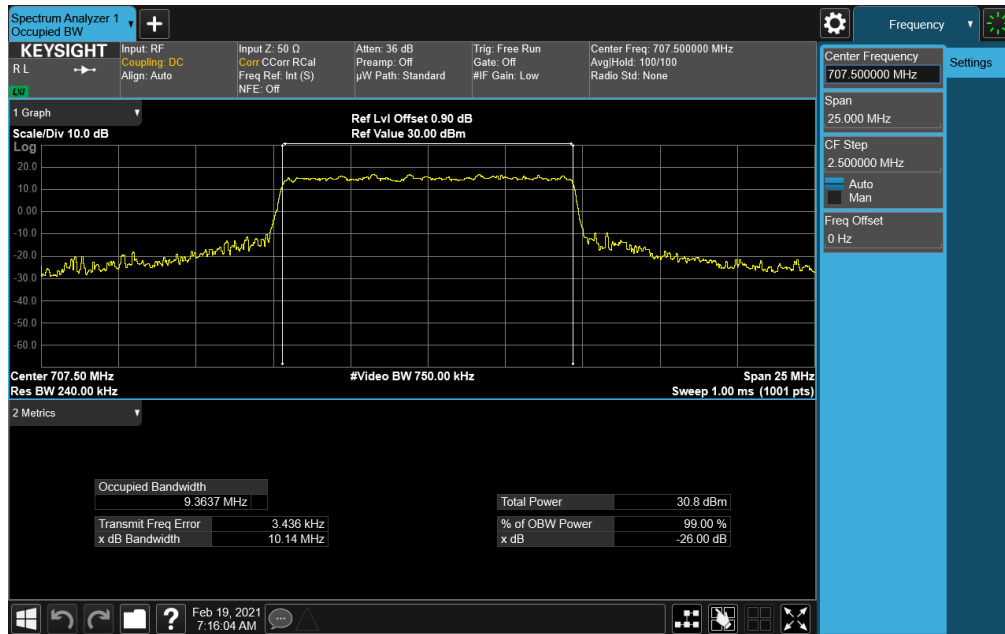 Spectrum Analyzer 1
Occupied BW
Frequency
KEYSIGHT
R L
LXI
Input: RF
Coupling: DC
Align: Auto
Input Z: 50 Ω
Corr CCorr RCal
Freq Ref: Int (S)
NFE: Off
Atten: 36 dB
Preamp: Off
µW Path: Standard
Trig: Free Run
Gate: Off
#IF Gain: Low
Center Freq: 707.500000 MHz
Avg|Hold: 100/100
Radio Std: None
Center Frequency
707.500000 MHz
Settings
Span
25.000 MHz
CF Step
2.500000 MHz
Auto
Man
Freq Offset
0 Hz
1 Graph
Scale/Div 10.0 dB
Ref Lvl Offset 0.90 dB
Ref Value 30.00 dBm
Log
20.0
10.0
0.00
-10.0
-20.0
-30.0
-40.0
-50.0
-60.0
Center 707.50 MHz
#Video BW 750.00 kHz
Span 25 MHz
Res BW 240.00 kHz
Sweep 1.00 ms (1001 pts)
2 Metrics
Occupied Bandwidth
9.3637 MHz
Total Power 30.8 dBm
Transmit Freq Error 3.436 kHz
% of OBW Power 99.00 %
x dB Bandwidth 10.14 MHz
x dB -26.00 dB
Feb 19, 2021
7:16:04 AM